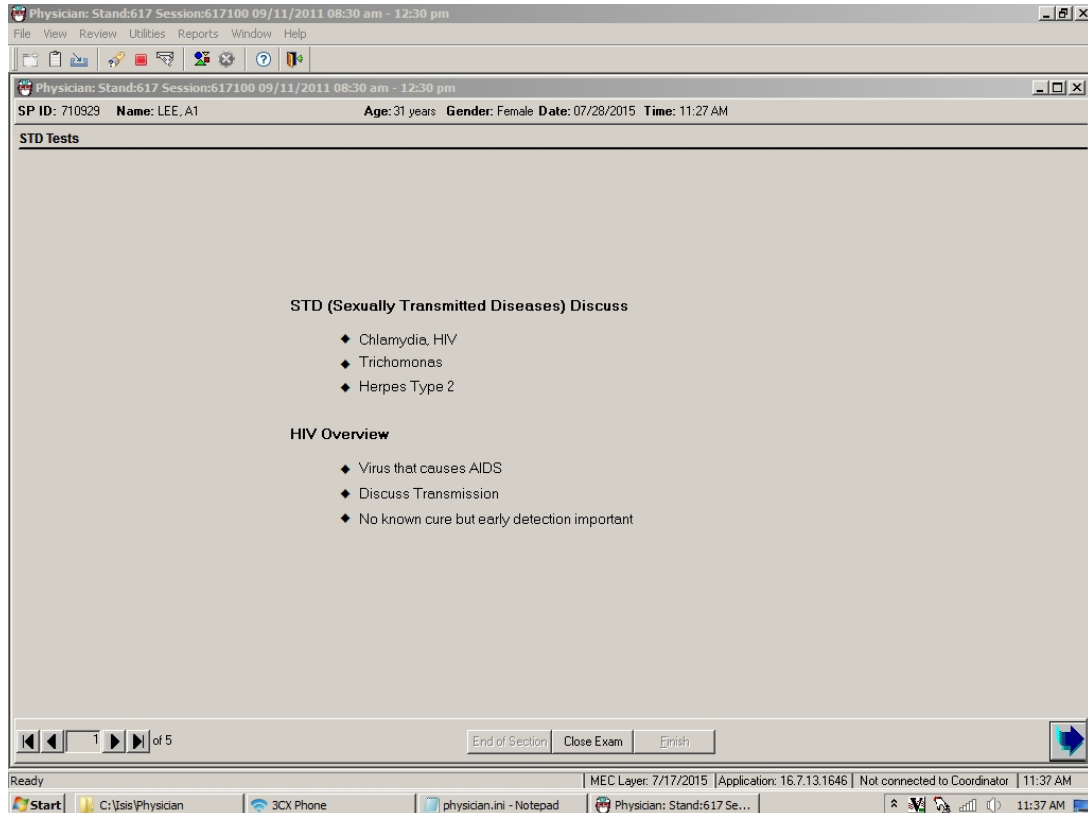 Physician: Stand:617 Session:617100 09/11/2011 08:30 am - 12:30 pm
File View Review Utilities Reports Window Help
Physician: Stand:617 Session:617100 09/11/2011 08:30 am - 12:30 pm
SP ID: 710929 Name: LEE, A1 Age: 31 years Gender: Female Date: 07/28/2015 Time: 11:27 AM
STD Tests
STD (Sexually Transmitted Diseases) Discuss
Chlamydia, HIV
Trichomonas
Herpes Type 2
HIV Overview
Virus that causes AIDS
Discuss Transmission
No known cure but early detection important
1 of 5 End of Section Close Exam Finish
Ready MEC Layer: 7/17/2015 Application: 16.7.13.1646 Not connected to Coordinator 11:37 AM
Start C:\Isis\Physician 3CX Phone physician.ini - Notepad Physician: Stand:617 Se... 11:37 AM